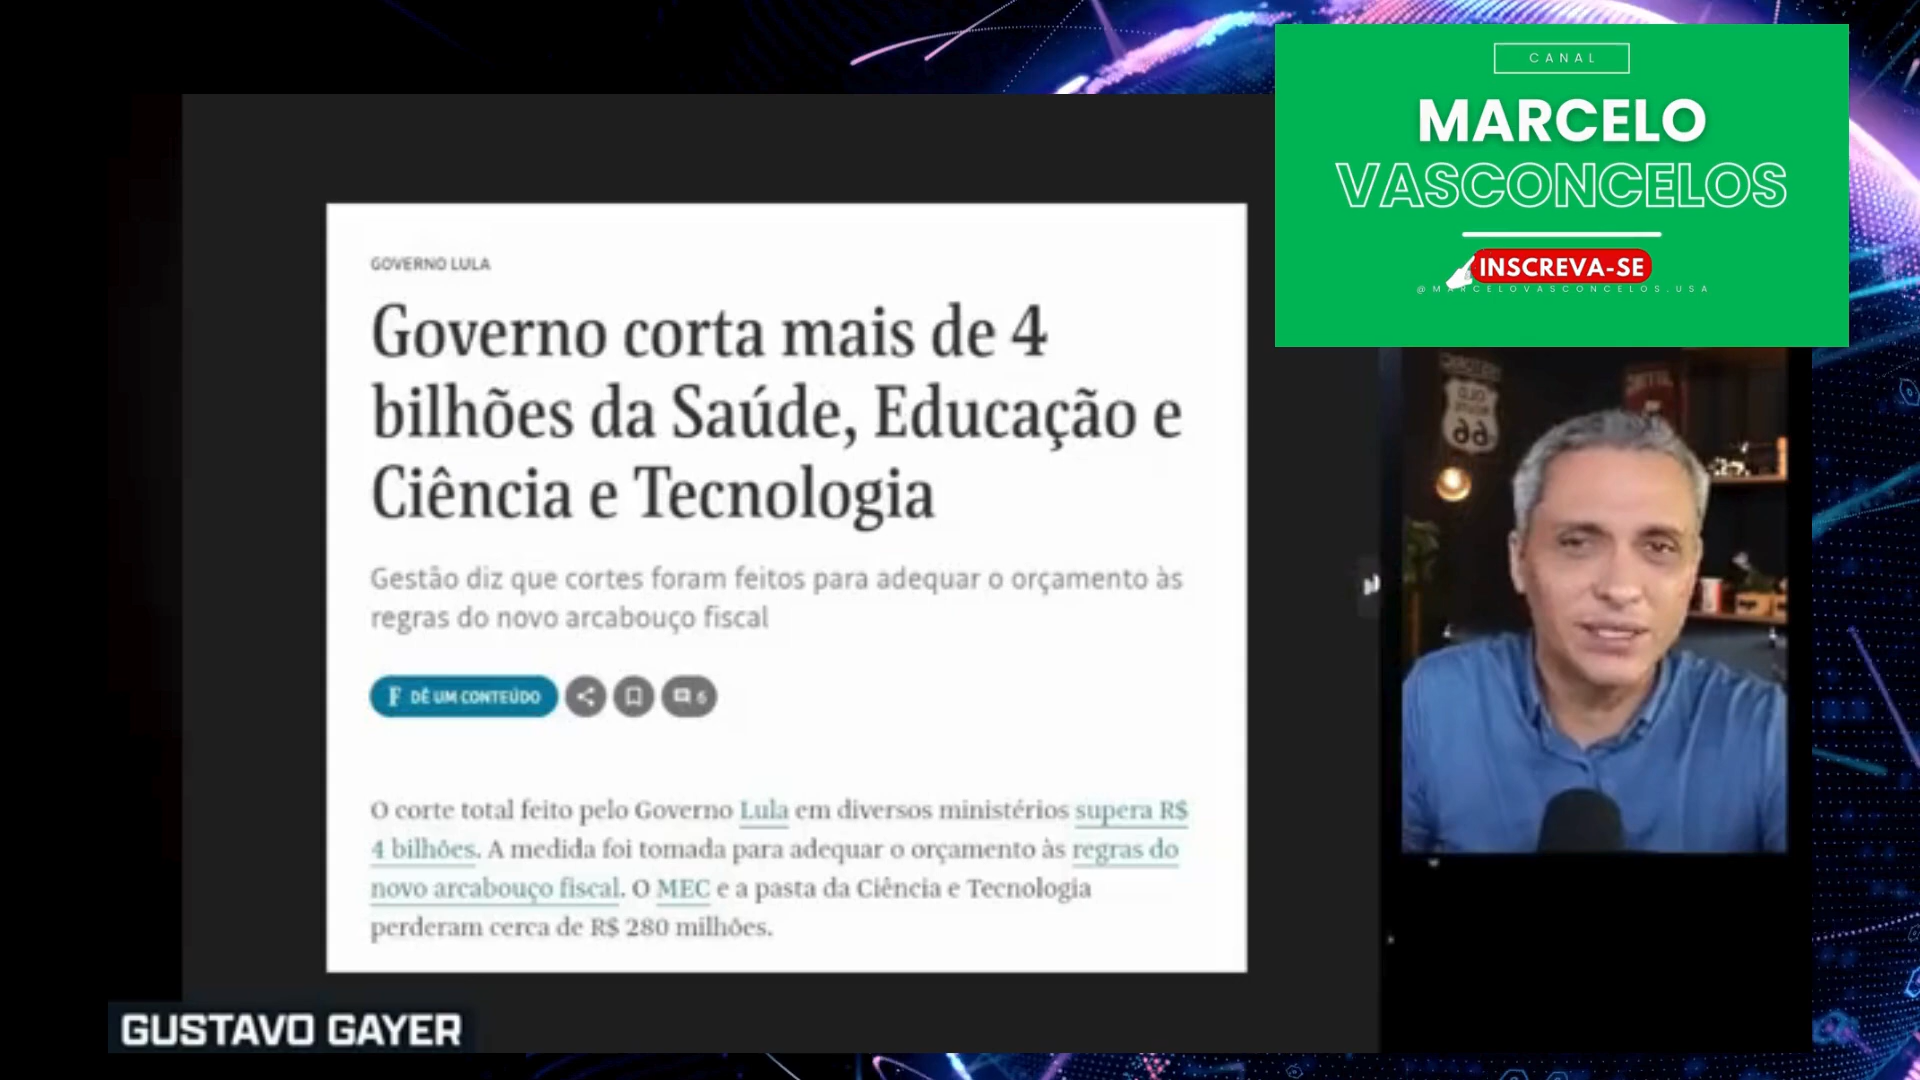 CANAL
MARCELO
VASCONCELOS
INSCREVA-SE
@MARCELOVASCONCELOS.USA
GOVERNO LULA
Governo corta mais de 4
bilhões da Saúde, Educação e
Ciência e Tecnologia
Gestão diz que cortes foram feitos para adequar o orçamento às
regras do novo arcabouço fiscal
F DÊ UM CONTEÚDO
6
O corte total feito pelo Governo Lula em diversos ministérios supera R$
4 bilhões. A medida foi tomada para adequar o orçamento às regras do
novo arcabouço fiscal. O MEC e a pasta da Ciência e Tecnologia
perderam cerca de R$ 280 milhões.
66
GUSTAVO GAYER